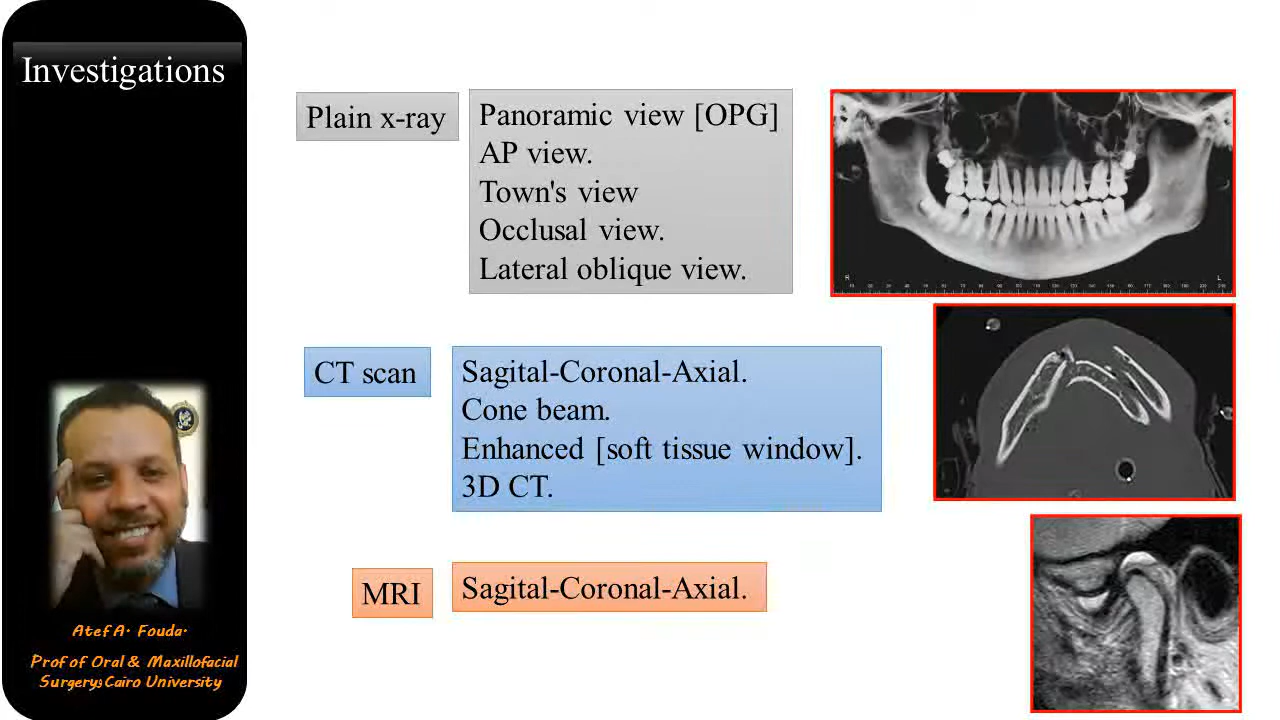 Investigations
Plain x-ray
Panoramic view [OPG]
AP view.
Town's view
Occlusal view.
Lateral oblique view.
R
L
CT scan
Sagital-Coronal-Axial.
Cone beam.
Enhanced [soft tissue window].
3D CT.
MRI
Sagital-Coronal-Axial.
Atef A. Fouda.
Prof of Oral & Maxillofacial
Surgery;Cairo University